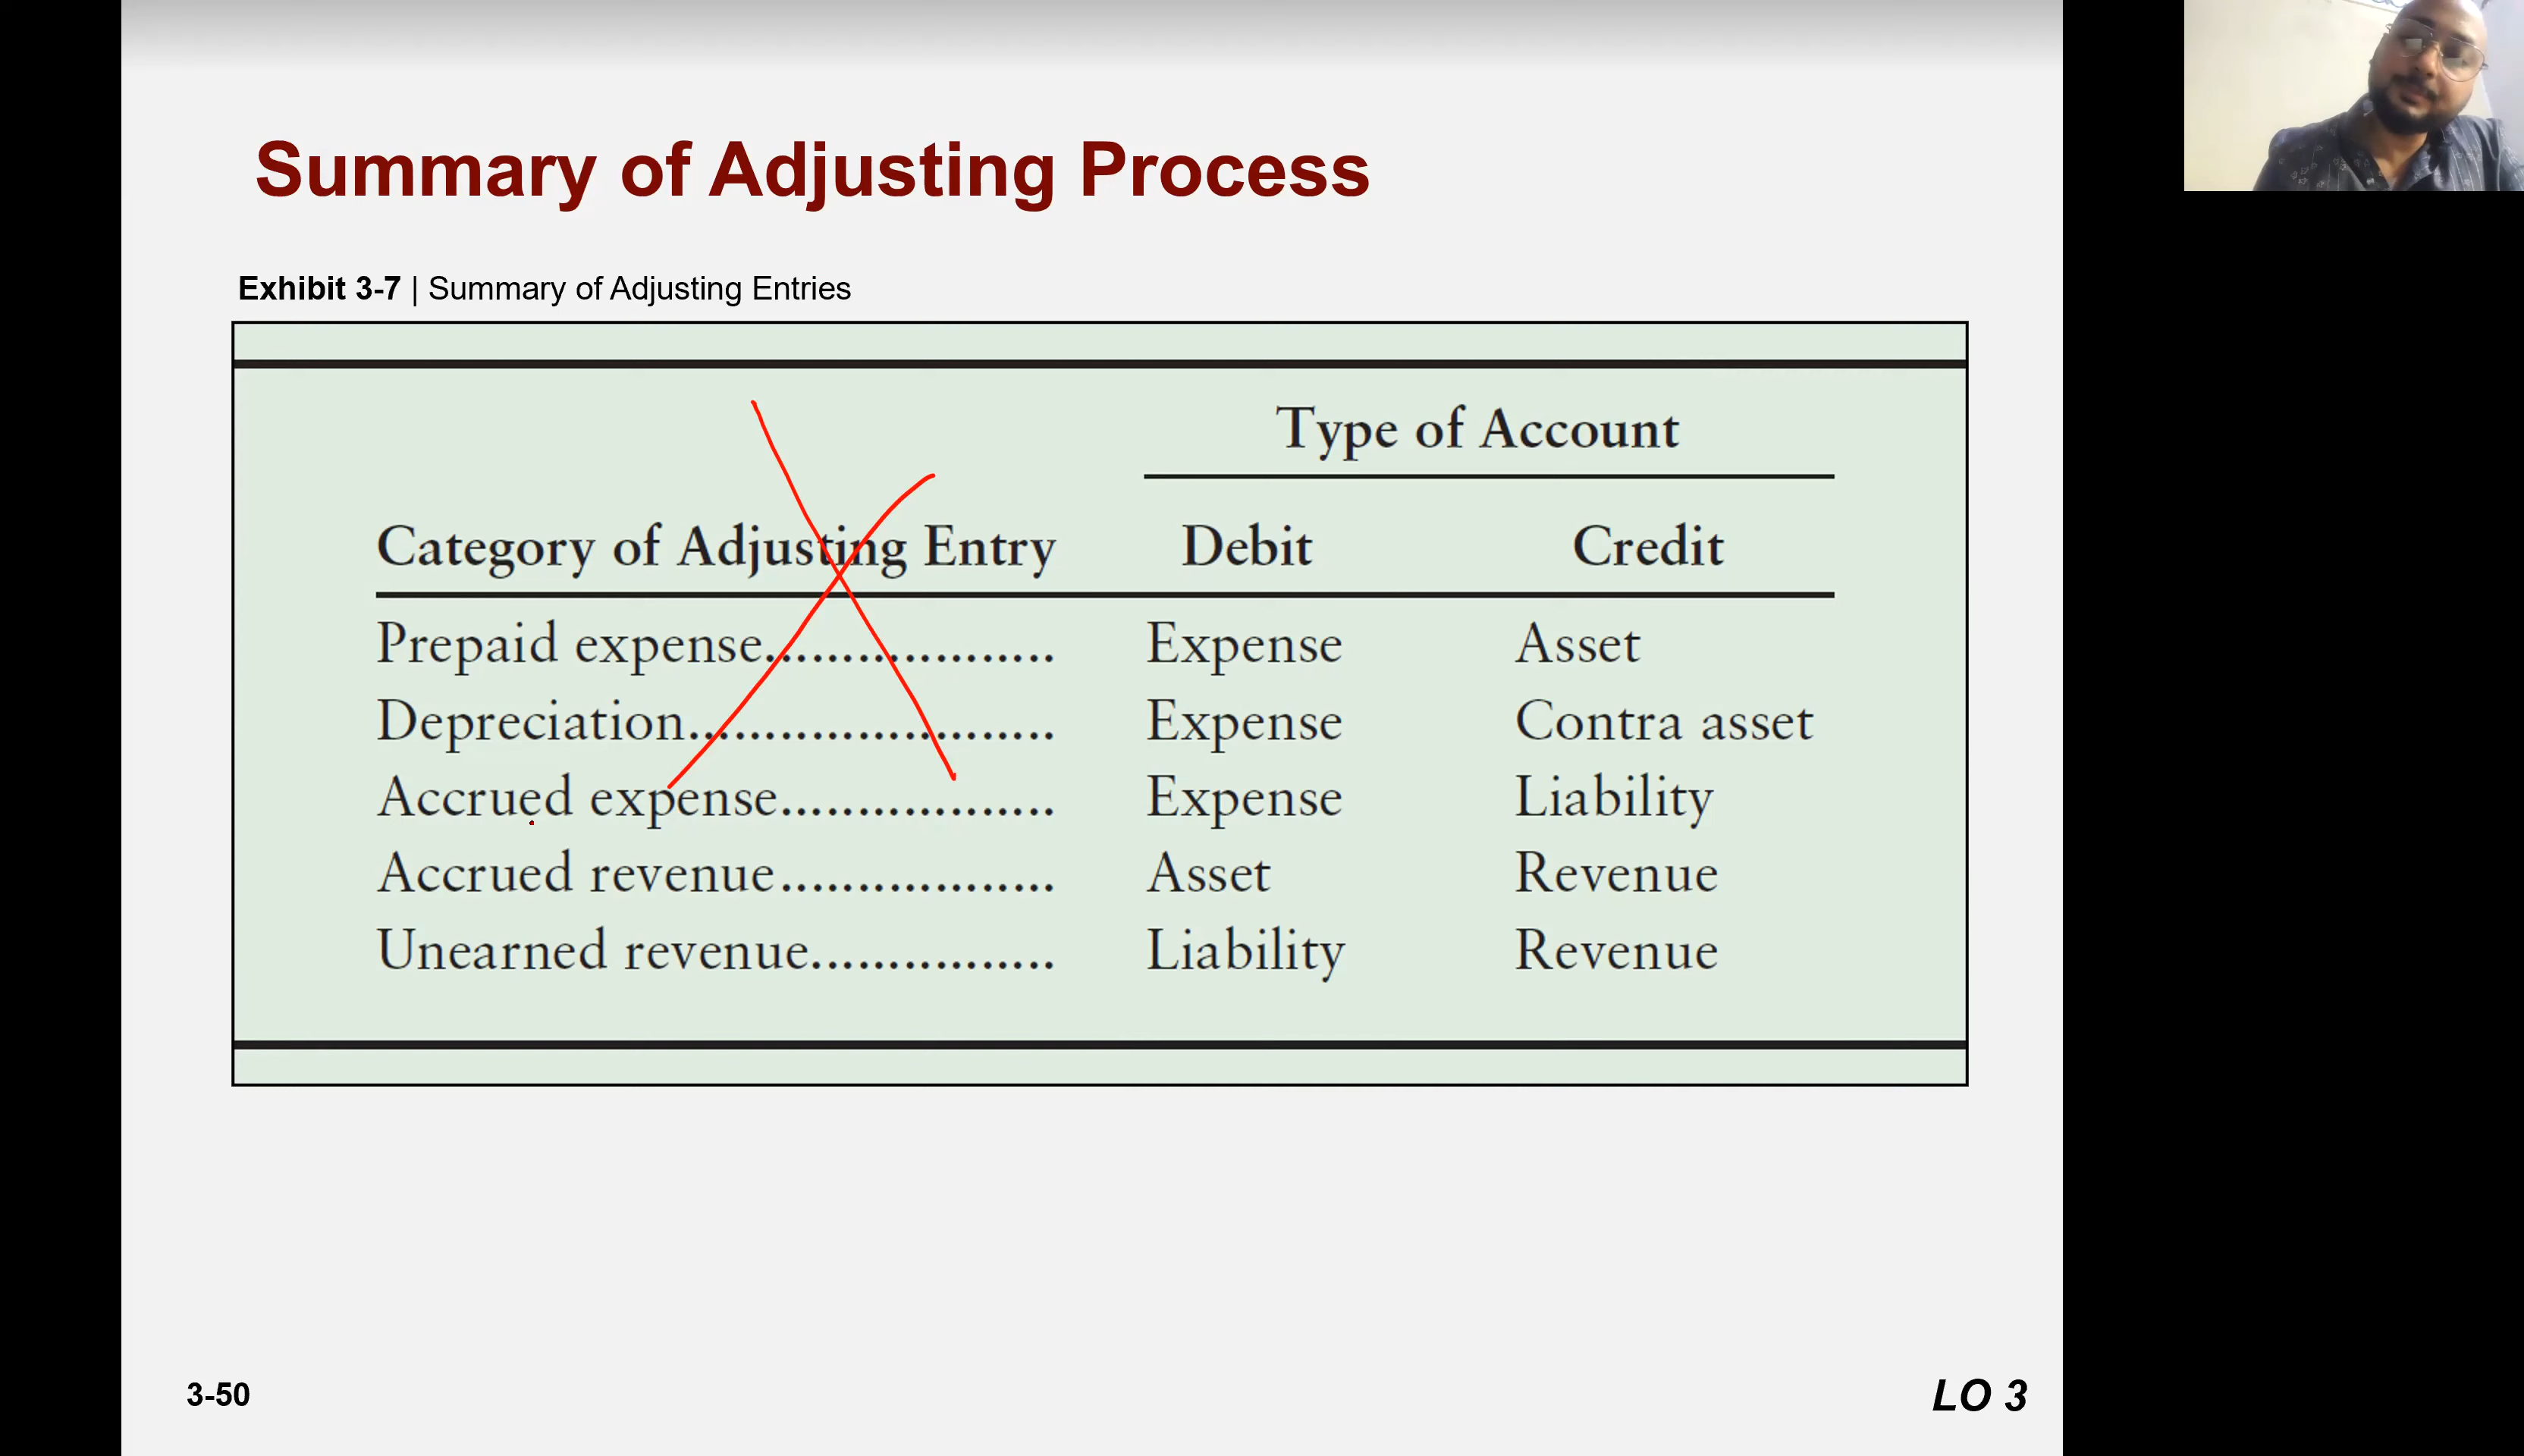 Summary of Adjusting Process
Exhibit 3-7 | Summary of Adjusting Entries
Type of Account
Category of Adjusting Entry Debit Credit
Prepaid expense.................. Expense Asset
Depreciation........................ Expense Contra asset
Accrued expense.................. Expense Liability
Accrued revenue.................. Asset Revenue
Unearned revenue................ Liability Revenue
3-50 LO 3